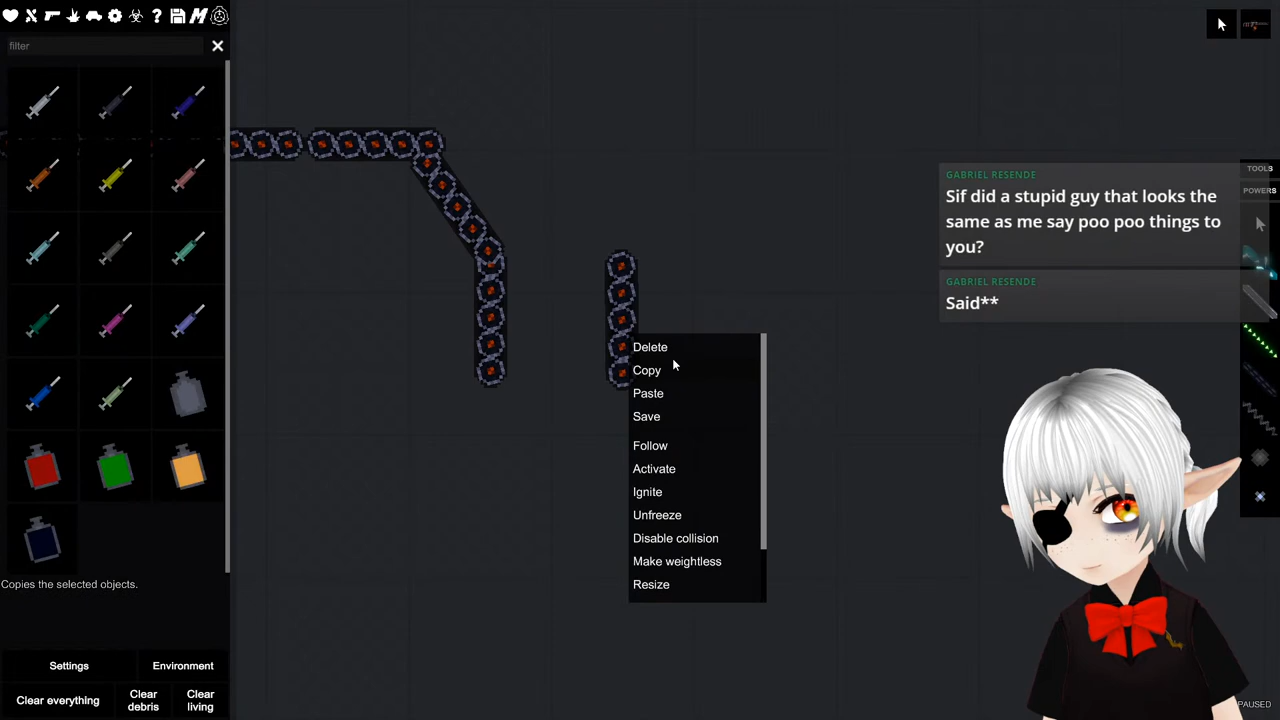 filter
GABRIEL RESENDE
Sif did a stupid guy that looks the
same as me say poo poo things to
you?
GABRIEL RESENDE
Said**
TOOLS
POWERS
Delete
Copy
Paste
Save
Follow
Activate
Ignite
Unfreeze
Disable collision
Make weightless
Resize
Copies the selected objects.
Settings
Environment
Clear everything
Clear
debris
Clear
living
PAUSED